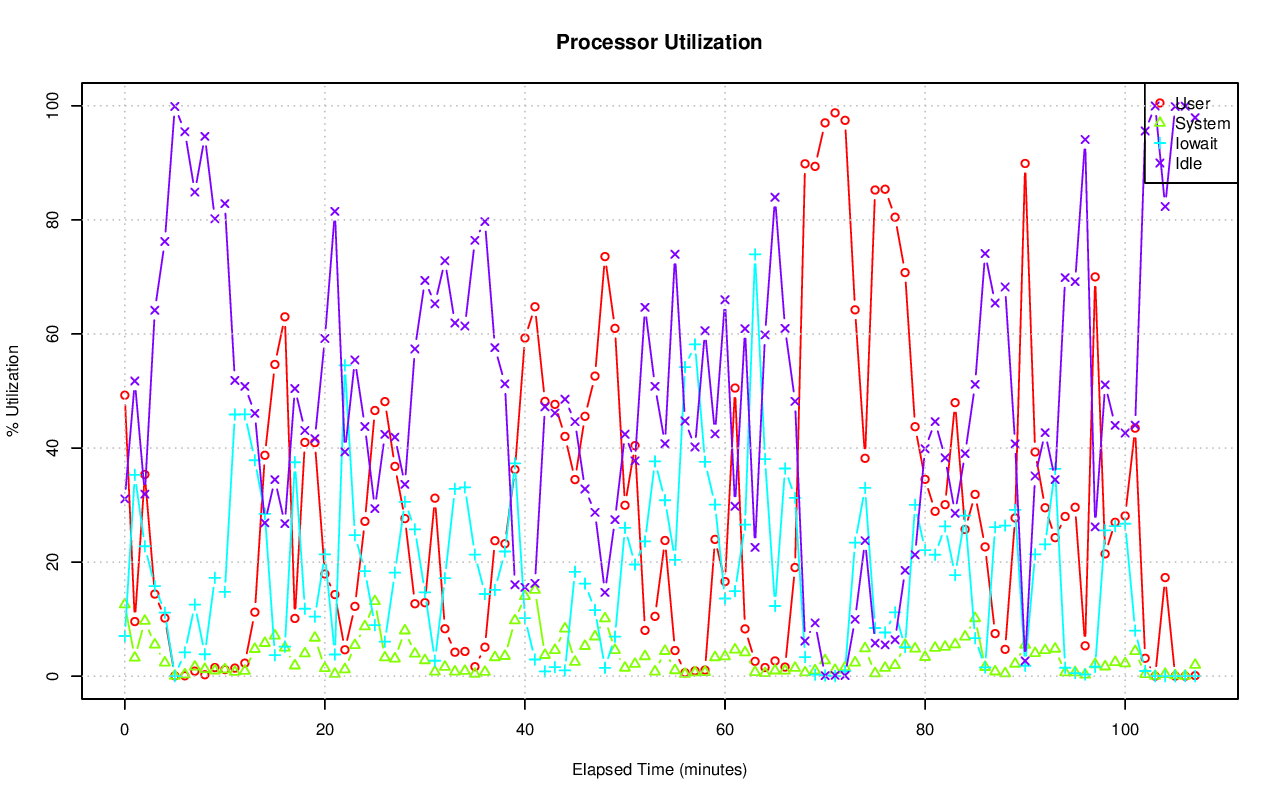 Processor Utilization
% Utilization
100
80
60
40
20
0
User
System
Iowait
Idle
0 20 40 60 80 100
Elapsed Time (minutes)